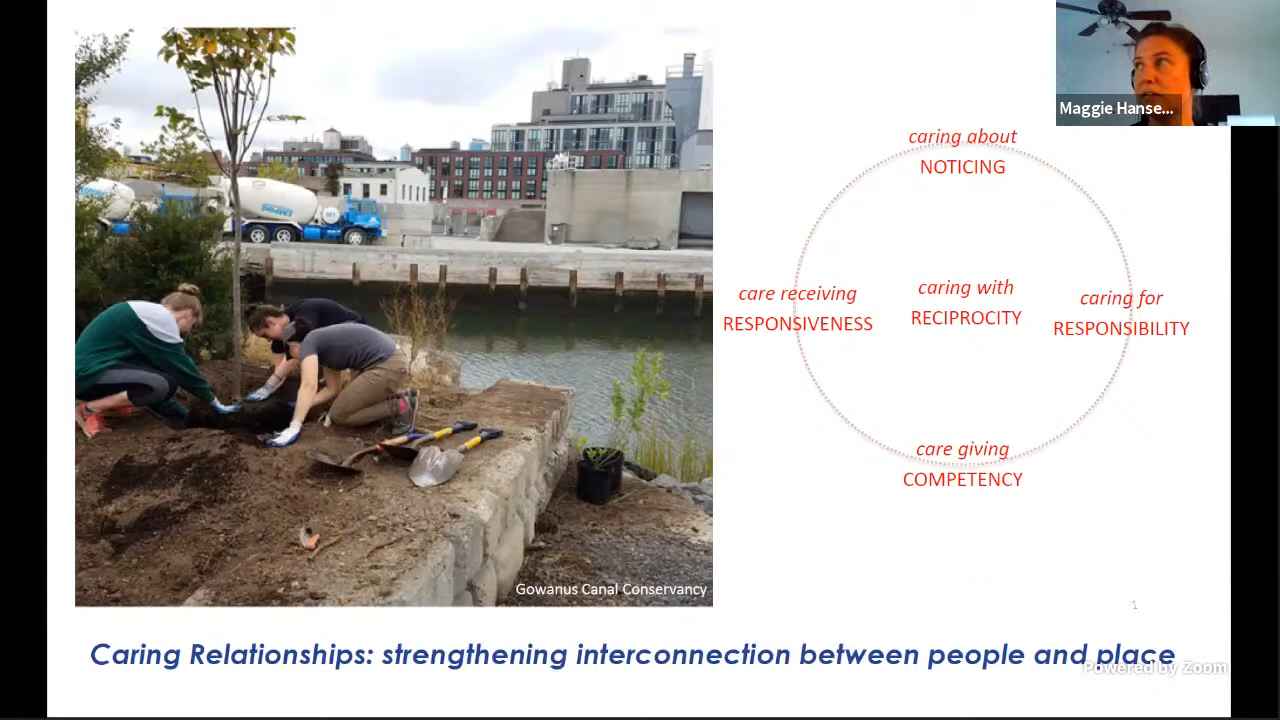 Maggie Hanse...
caring about
NOTICING
care receiving
RESPONSIVENESS
caring with
RECIPROCITY
caring for
RESPONSIBILITY
care giving
COMPETENCY
Gowanus Canal Conservancy
1
Caring Relationships: strengthening interconnection between people and place
Powered by Zoom